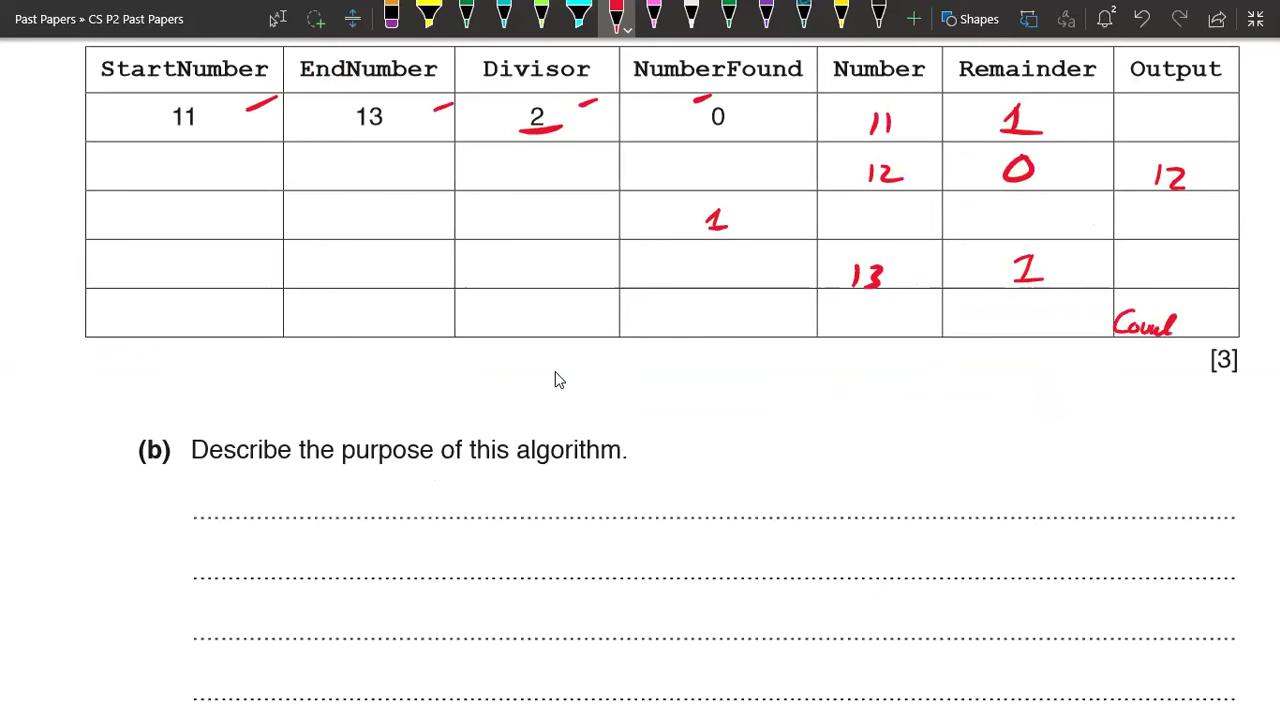 Past Papers » CS P2 Past Papers
Shapes
2
StartNumber EndNumber Divisor NumberFound Number Remainder Output
11 13 2 0 11 1
12 0 12
1
13 1
[3]
(b) Describe the purpose of this algorithm.